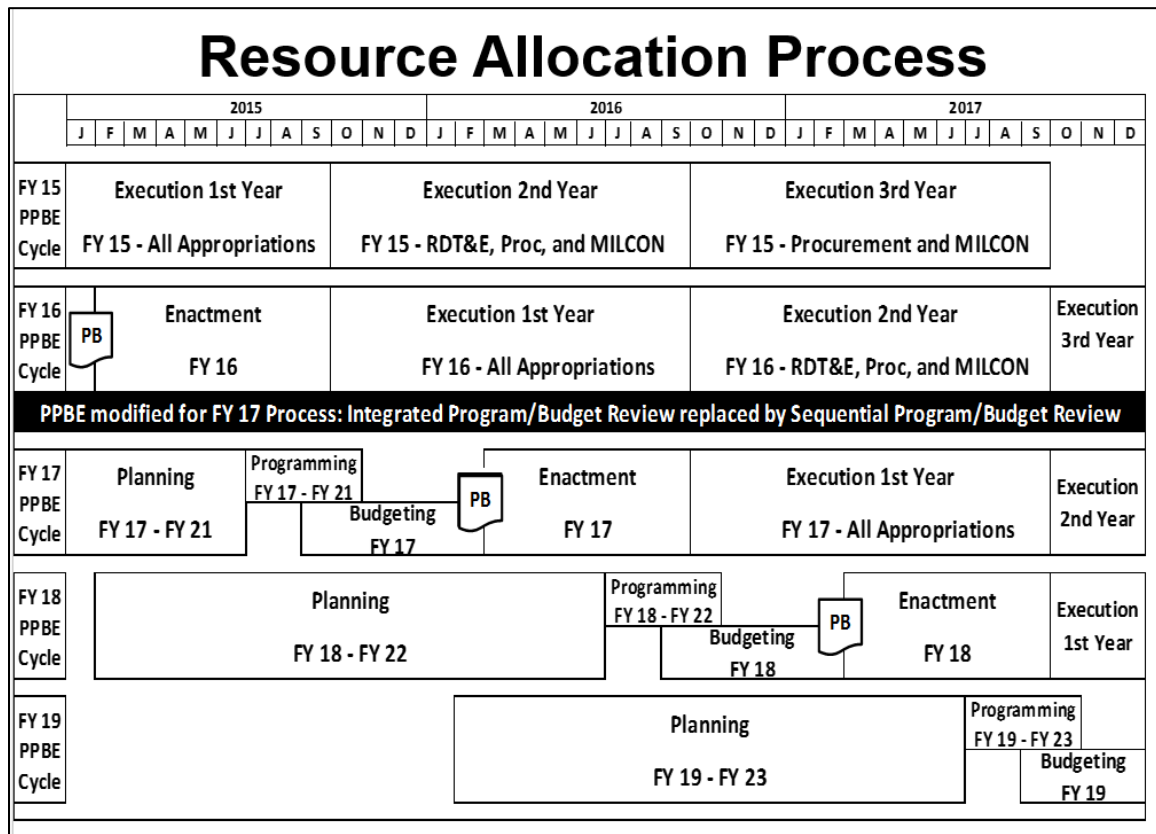 Resource Allocation Process
2015 2016 2017
J F M A M J J A S O N D J F M A M J J A S O N D J F M A M J J A S O N D
FY 15
PPBE
Cycle
Execution 1st Year
FY 15 - All Appropriations
Execution 2nd Year
FY 15 - RDT&E, Proc, and MILCON
Execution 3rd Year
FY 15 - Procurement and MILCON
FY 16
PPBE
Cycle
PB
Enactment
FY 16
Execution 1st Year
FY 16 - All Appropriations
Execution 2nd Year
FY 16 - RDT&E, Proc, and MILCON
Execution
3rd Year
PPBE modified for FY 17 Process: Integrated Program/Budget Review replaced by Sequential Program/Budget Review
FY 17
PPBE
Cycle
Planning
FY 17 - FY 21
Programming
FY 17 - FY 21
Budgeting
FY 17
PB
Enactment
FY 17
Execution 1st Year
FY 17 - All Appropriations
Execution
2nd Year
FY 18
PPBE
Cycle
Planning
FY 18 - FY 22
Programming
FY 18 - FY 22
Budgeting
FY 18
PB
Enactment
FY 18
Execution
1st Year
FY 19
PPBE
Cycle
Planning
FY 19 - FY 23
Programming
FY 19 - FY 23
Budgeting
FY 19